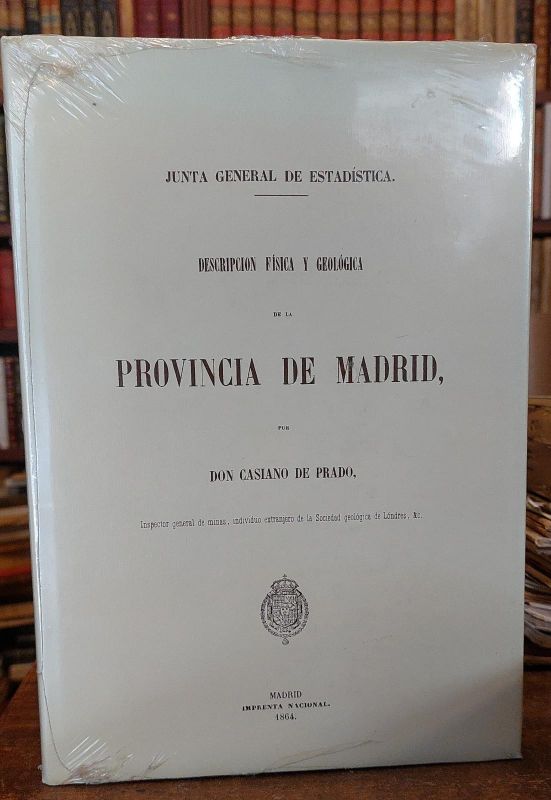 JUNTA GENERAL DE ESTADÍSTICA.
DESCRIPCION FÍSICA Y GEOLÓGICA
DE LA
PROVINCIA DE MADRID,
POR
DON CASIANO DE PRADO,
Inspector general de minas, individuo extranjero de la Sociedad geológica de Lóndres, &c.
MADRID
IMPRENTA NACIONAL.
1864.